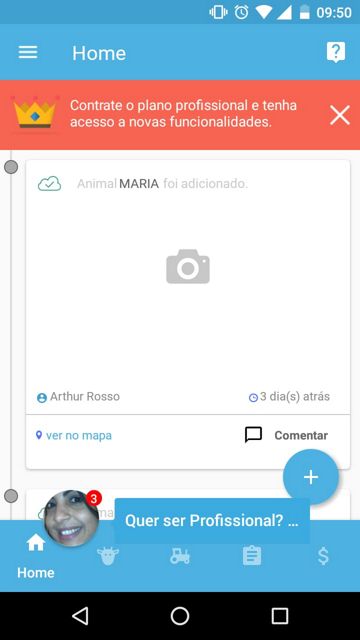 09:50
Home
Contrate o plano profissional e tenha
acesso a novas funcionalidades.
Animal MARIA foi adicionado.
Arthur Rosso
3 dia(s) atrás
ver no mapa
Comentar
3
Quer ser Profissional? ...
Home